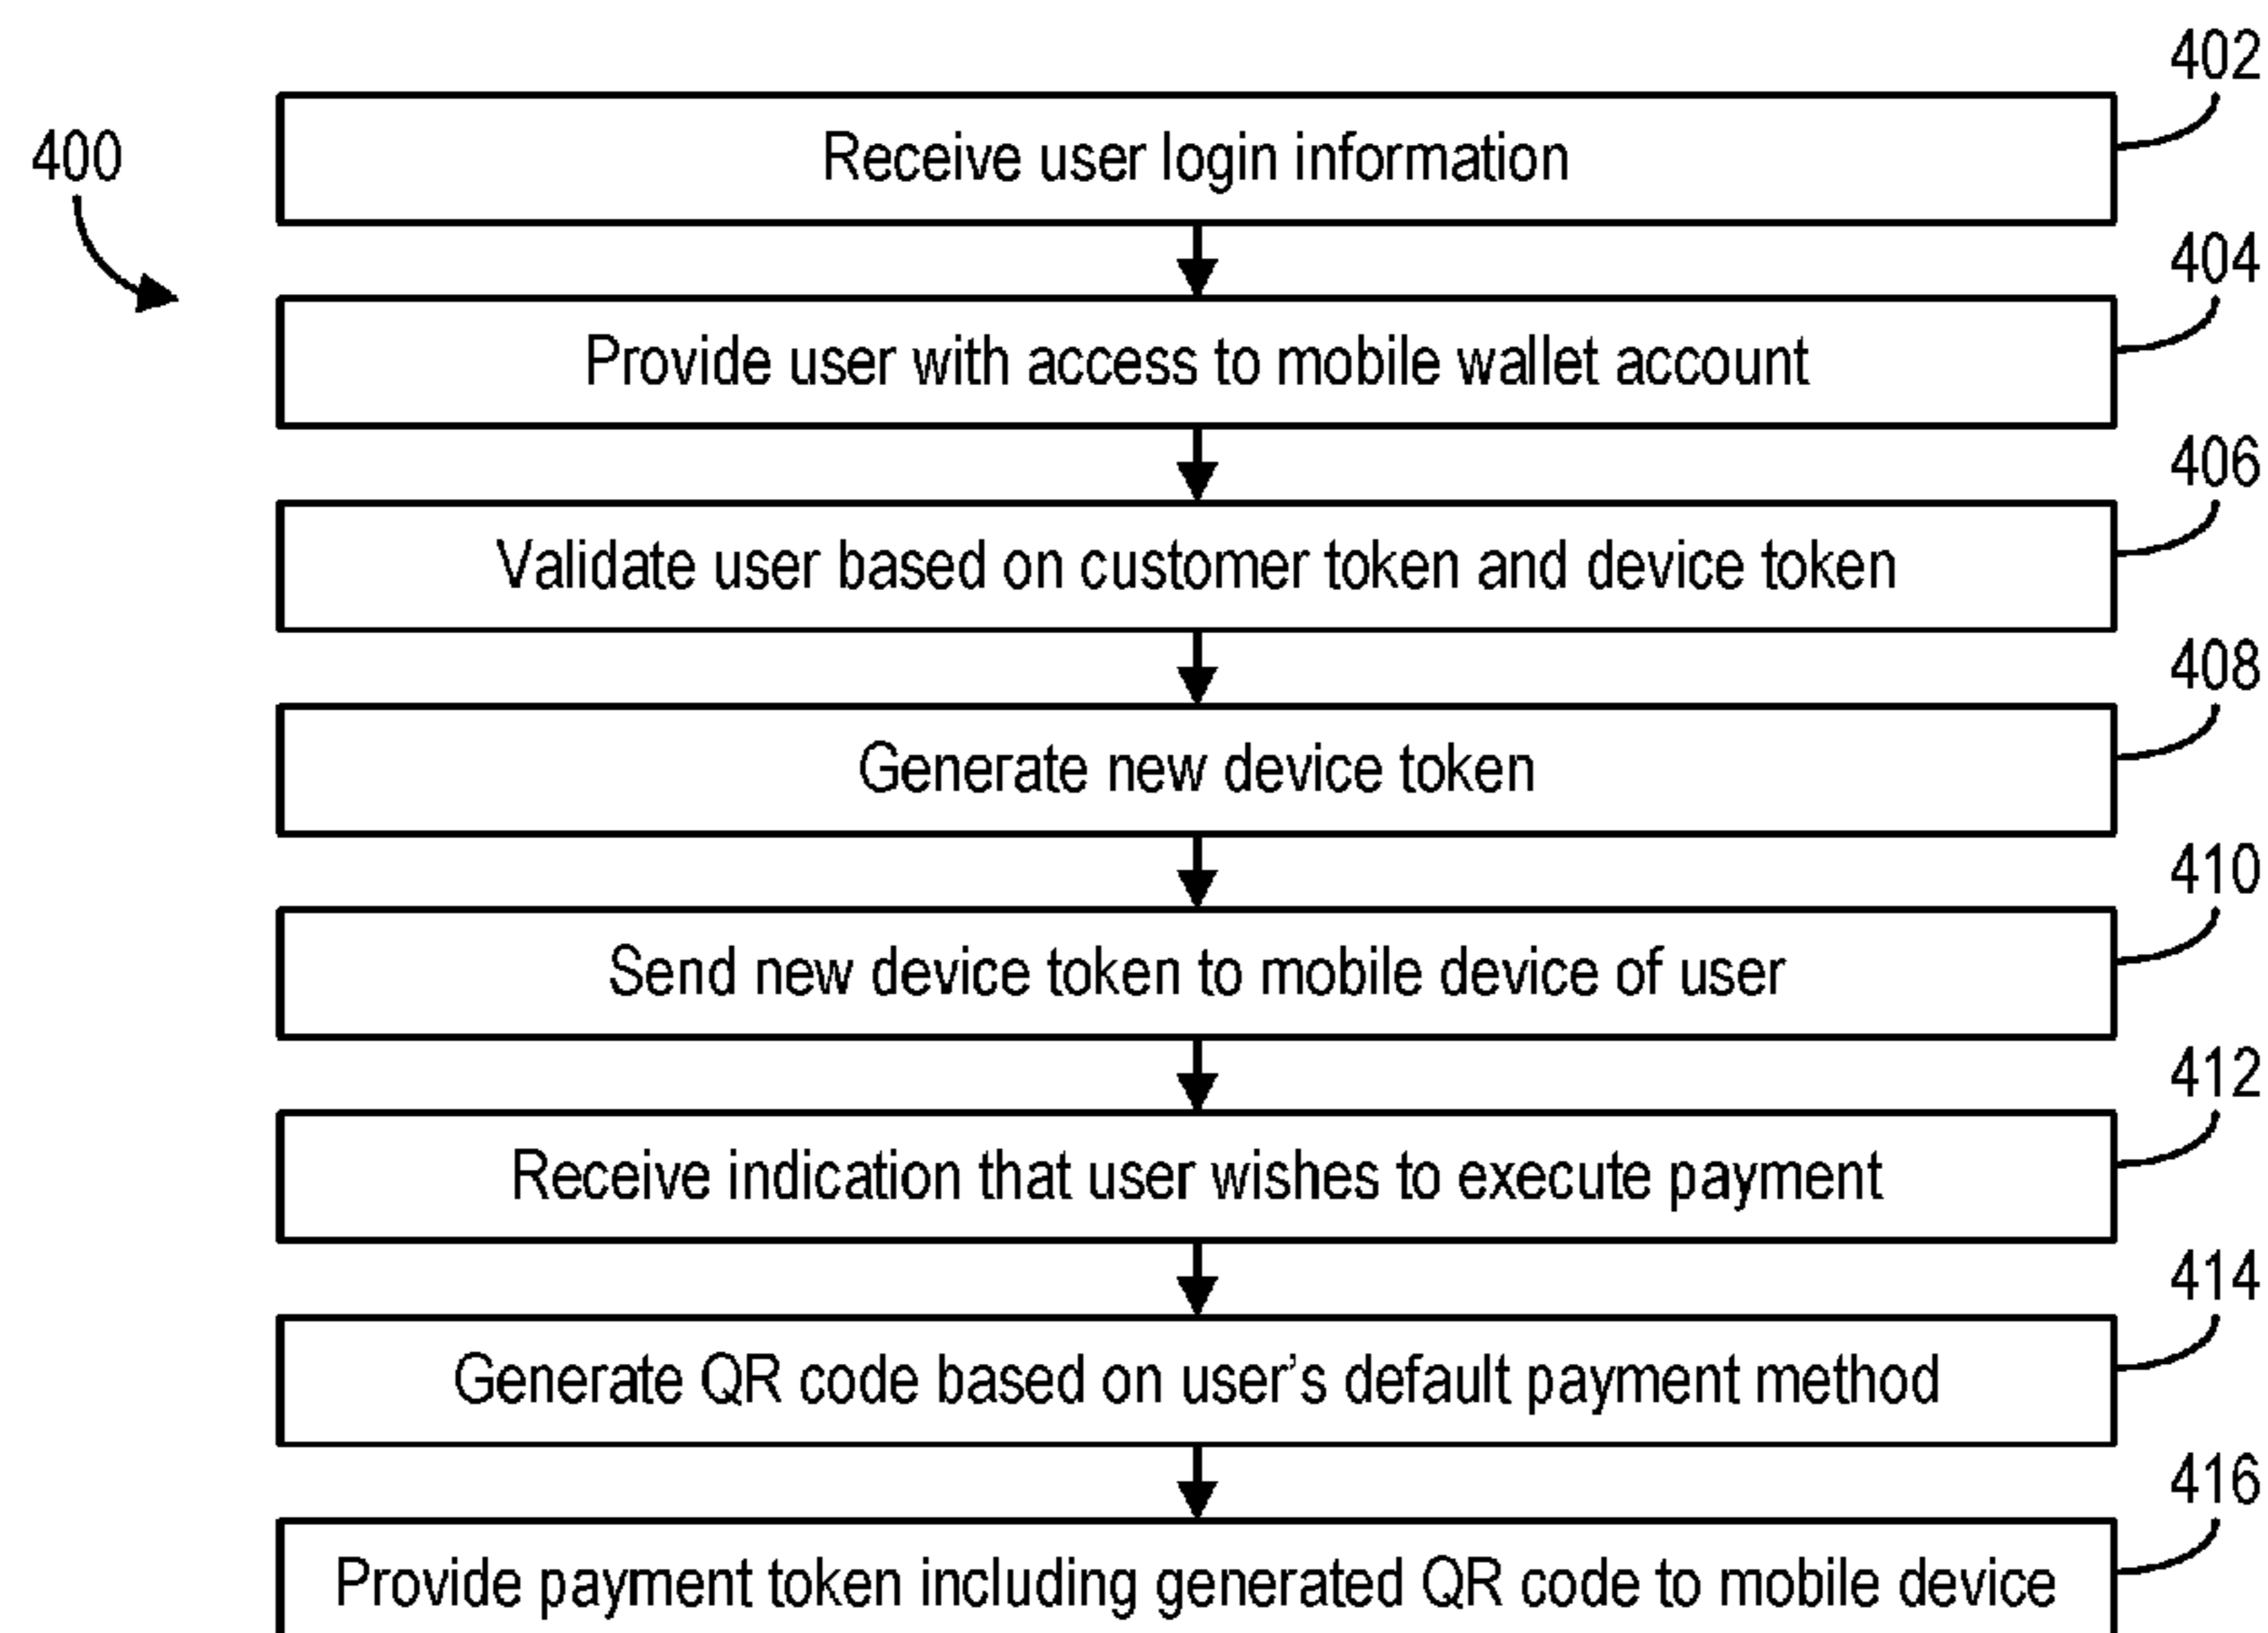 402
400
Receive user login information
404
Provide user with access to mobile wallet account
406
Validate user based on customer token and device token
408
Generate new device token
410
Send new device token to mobile device of user
412
Receive indication that user wishes to execute payment
414
Generate QR code based on user's default payment method
416
Provide payment token including generated QR code to mobile device